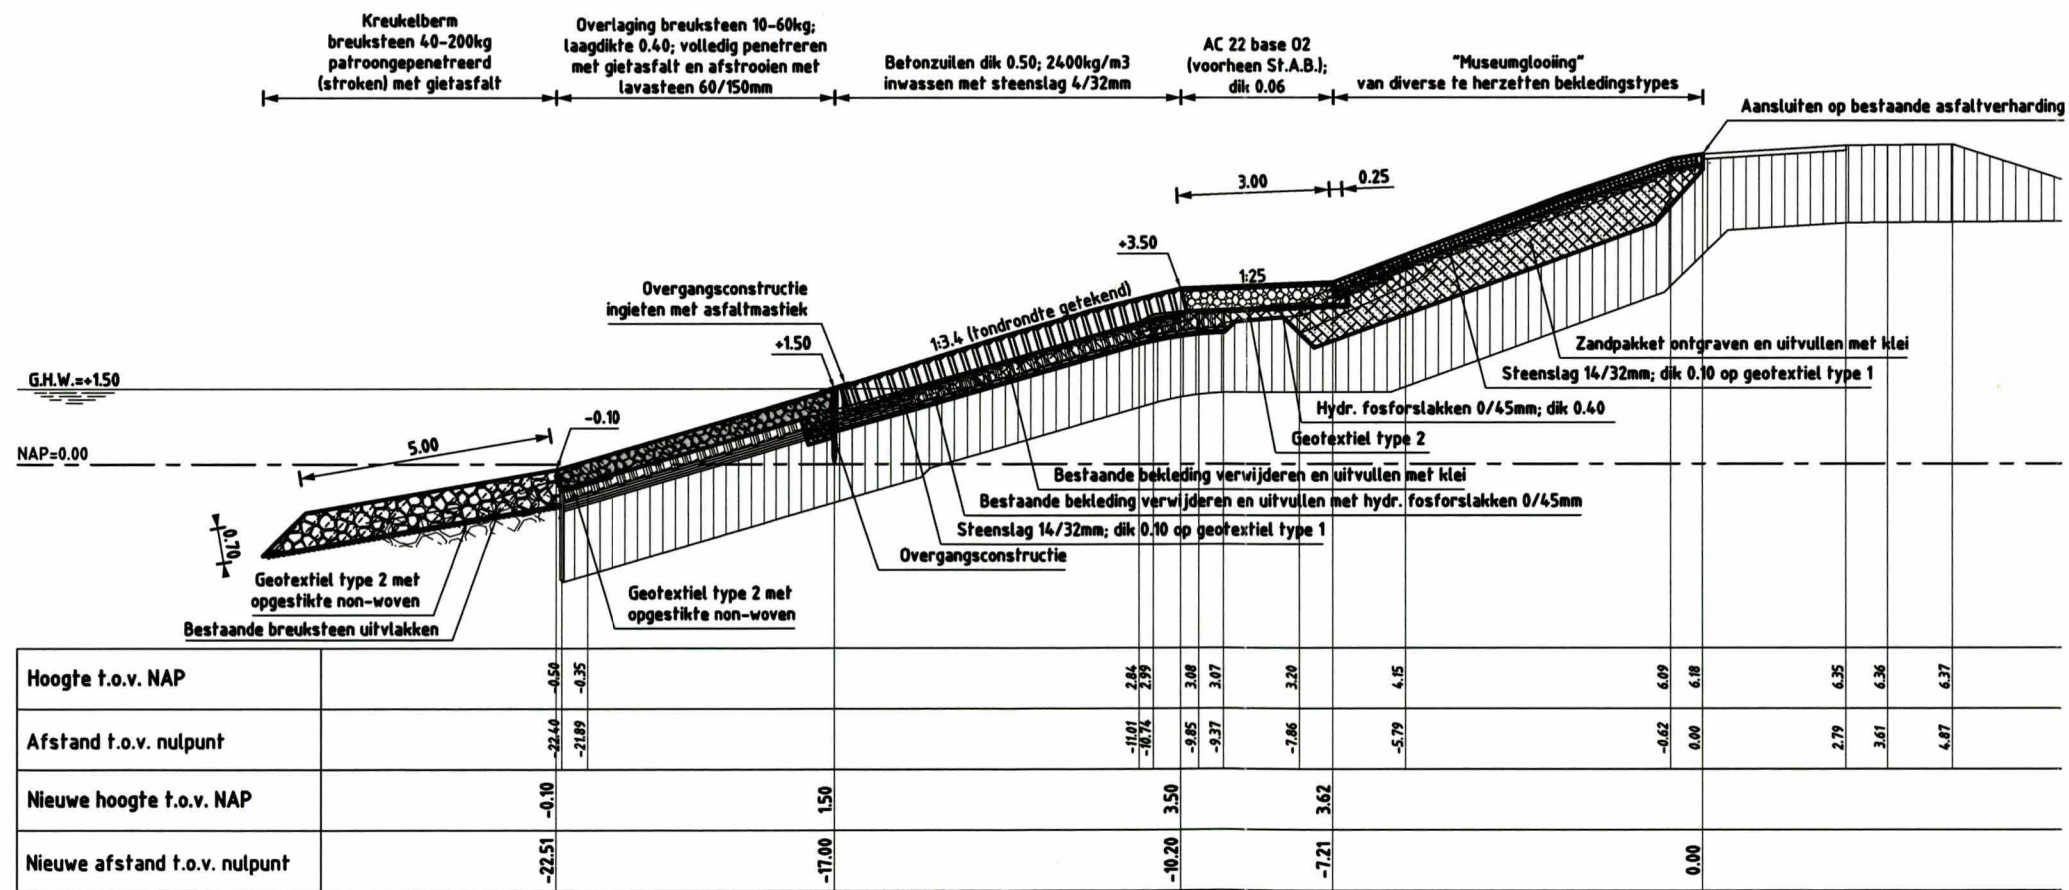 Kreukelberm
breuksteen 40-200kg
patroongepenetreerd
(stroken) met gietasfalt
Overlaging breuksteen 10-60kg;
laagdikte 0.40; volledig penetreren
met gietasfalt en afstrooien met
lavasteen 60/150mm
Betonzuilen dik 0.50; 2400kg/m3
inwassen met steenslag 4/32mm
AC 22 base 02
(voorheen St.A.B.);
dik 0.06
"Museumglooiing"
van diverse te herzetten bekledingstypes
Aansluiten op bestaande asfaltverharding
3.00
0.25
+3.50
1:25
Overgangsconstructie
ingieten met asfaltmastiek
1:3.4 (tondrondte getekend)
+1.50
G.H.W.=+1.50
-0.10
5.00
NAP=0.00
0.70
Zandpakket ontgraven en uitvullen met klei
Steenslag 14/32mm; dik 0.10 op geotextiel type 1
Hydr. fosforslakken 0/45mm; dik 0.40
Geotextiel type 2
Bestaande bekleding verwijderen en uitvullen met klei
Bestaande bekleding verwijderen en uitvullen met hydr. fosforslakken 0/45mm
Steenslag 14/32mm; dik 0.10 op geotextiel type 1
Overgangsconstructie
Geotextiel type 2 met
opgestikte non-woven
Geotextiel type 2 met
opgestikte non-woven
Bestaande breuksteen uitvlakken
Hoogte t.o.v. NAP -0.50 -0.35 2.84 2.99 3.08 3.07 3.20 4.15 6.09 6.18 6.35 6.36 6.37
Afstand t.o.v. nulpunt -22.40 -21.89 -11.01 -10.74 -9.85 -9.37 -7.86 -5.79 -0.62 0.00 2.79 3.61 4.87
Nieuwe hoogte t.o.v. NAP -0.10 1.50 3.50 3.62
Nieuwe afstand t.o.v. nulpunt -22.51 -17.00 -10.20 -7.21 0.00